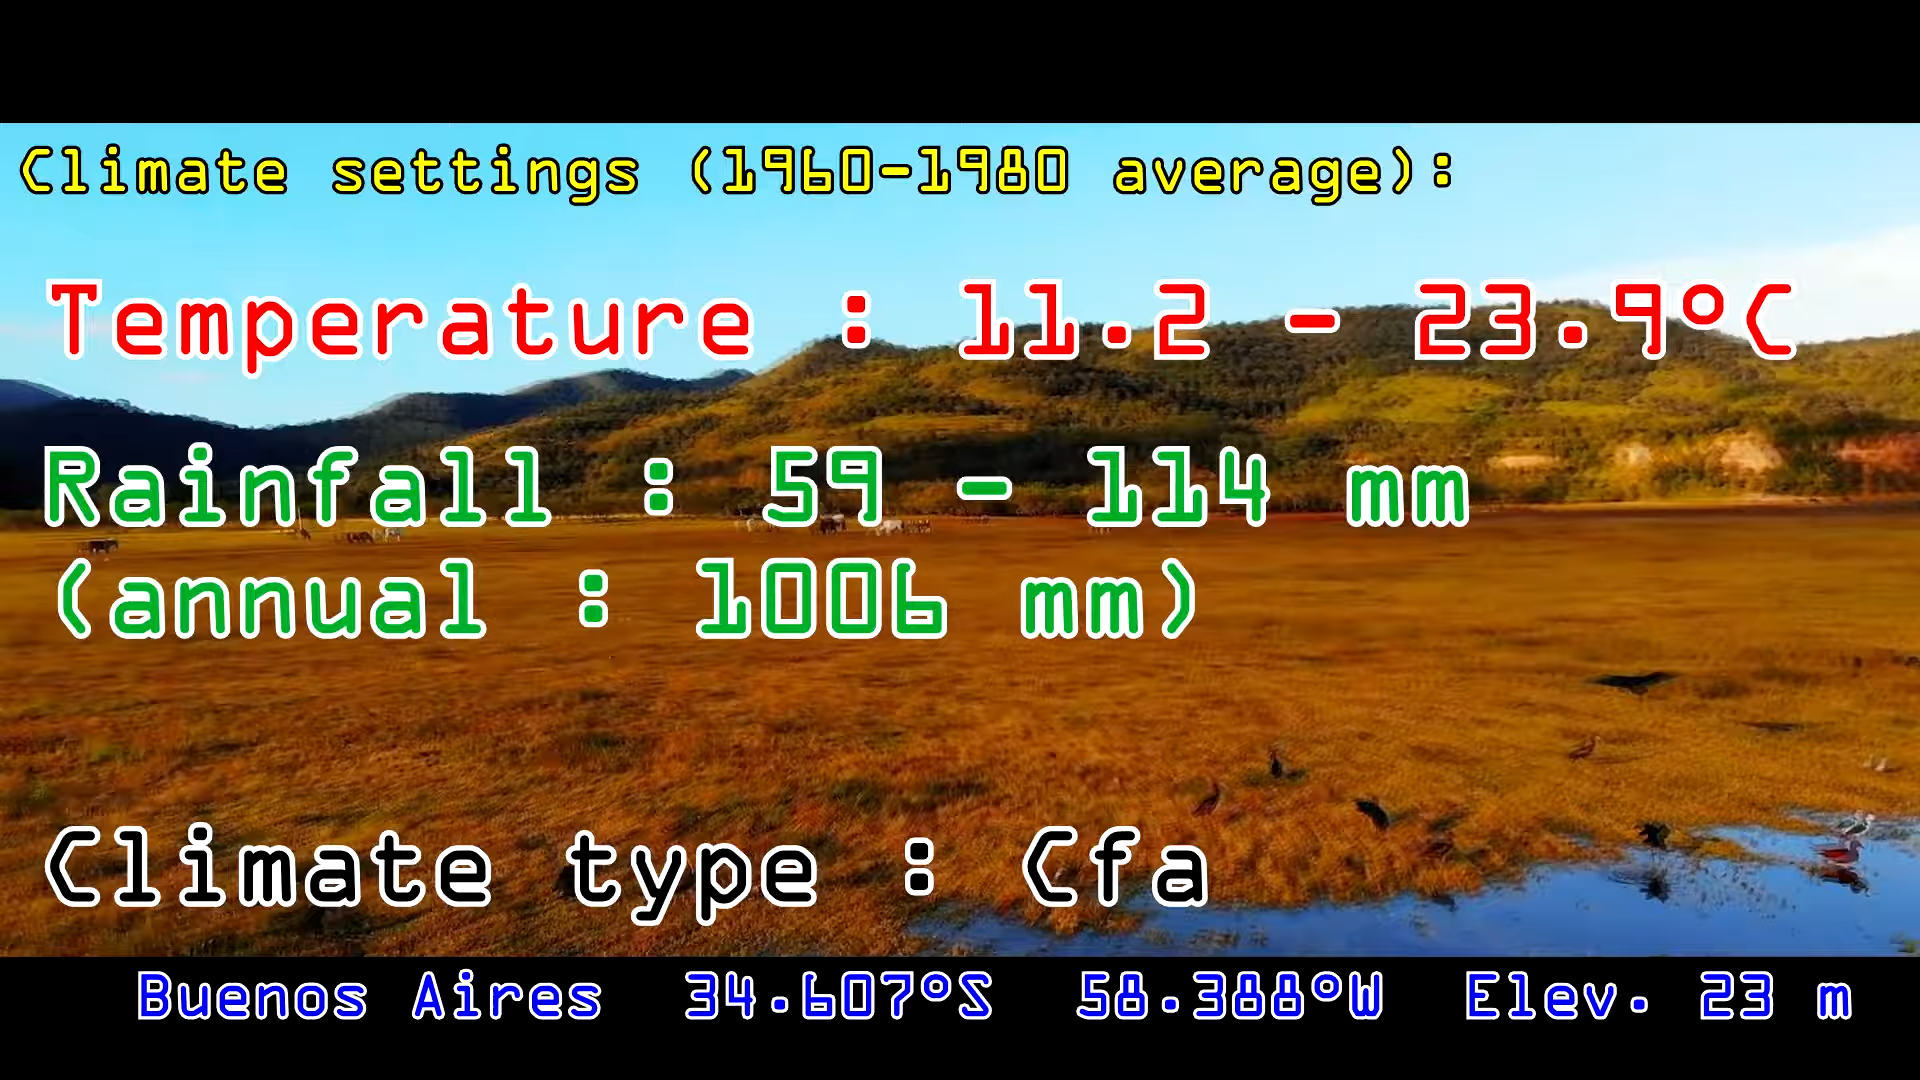 Climate settings (1960-1980 average):
Temperature : 11.2 - 23.9°C
Rainfall : 59 - 114 mm
(annual : 1006 mm)
Climate type : Cfa
Buenos Aires 34.607°S 58.388°W Elev. 23 m